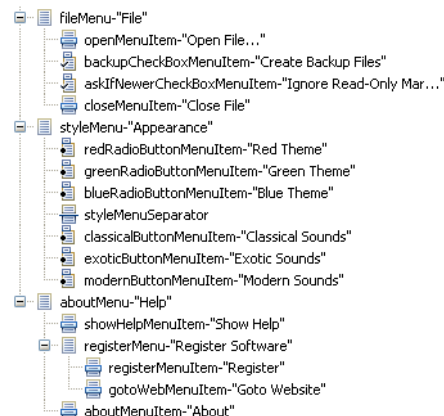 fileMenu-"File"
openMenuItem-"Open File..."
backupCheckBoxMenuItem-"Create Backup Files"
askIfNewerCheckBoxMenuItem-"Ignore Read-Only Mar..."
closeMenuItem-"Close File"
styleMenu-"Appearance"
redRadioButtonMenuItem-"Red Theme"
greenRadioButtonMenuItem-"Green Theme"
blueRadioButtonMenuItem-"Blue Theme"
styleMenuSeparator
classicalButtonMenuItem-"Classical Sounds"
exoticButtonMenuItem-"Exotic Sounds"
modernButtonMenuItem-"Modern Sounds"
aboutMenu-"Help"
showHelpMenuItem-"Show Help"
registerMenu-"Register Software"
registerMenuItem-"Register"
gotoWebMenuItem-"Goto Website"
aboutMenuItem-"About"